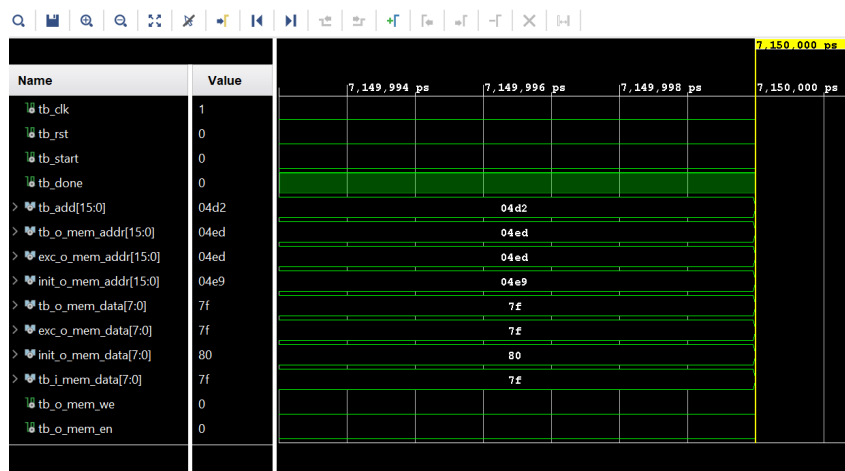 7,150,000 ps
Name Value
7,149,994 ps 7,149,996 ps 7,149,998 ps 7,150,000 ps
tb_clk 1
tb_rst 0
tb_start 0
tb_done 0
tb_add[15:0] 04d2 04d2
tb_o_mem_addr[15:0] 04ed 04ed
exc_o_mem_addr[15:0] 04ed 04ed
init_o_mem_addr[15:0] 04e9 04e9
tb_o_mem_data[7:0] 7f 7f
exc_o_mem_data[7:0] 7f 7f
init_o_mem_data[7:0] 80 80
tb_i_mem_data[7:0] 7f 7f
tb_o_mem_we 0
tb_o_mem_en 0